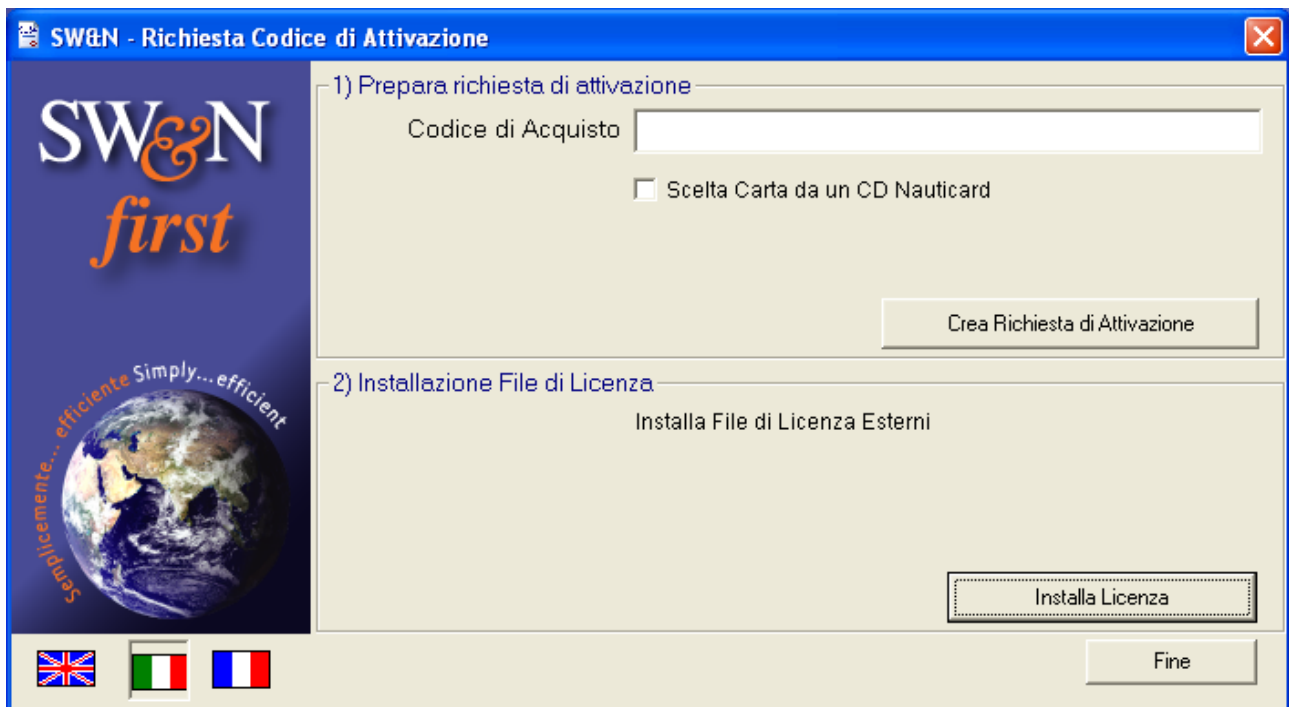 SW&N - Richiesta Codice di Attivazione
SW&N
first
Semplicemente... efficiente Simply...efficient
1) Prepara richiesta di attivazione
Codice di Acquisto
Scelta Carta da un CD Nauticard
Crea Richiesta di Attivazione
2) Installazione File di Licenza
Installa File di Licenza Esterni
Installa Licenza
Fine